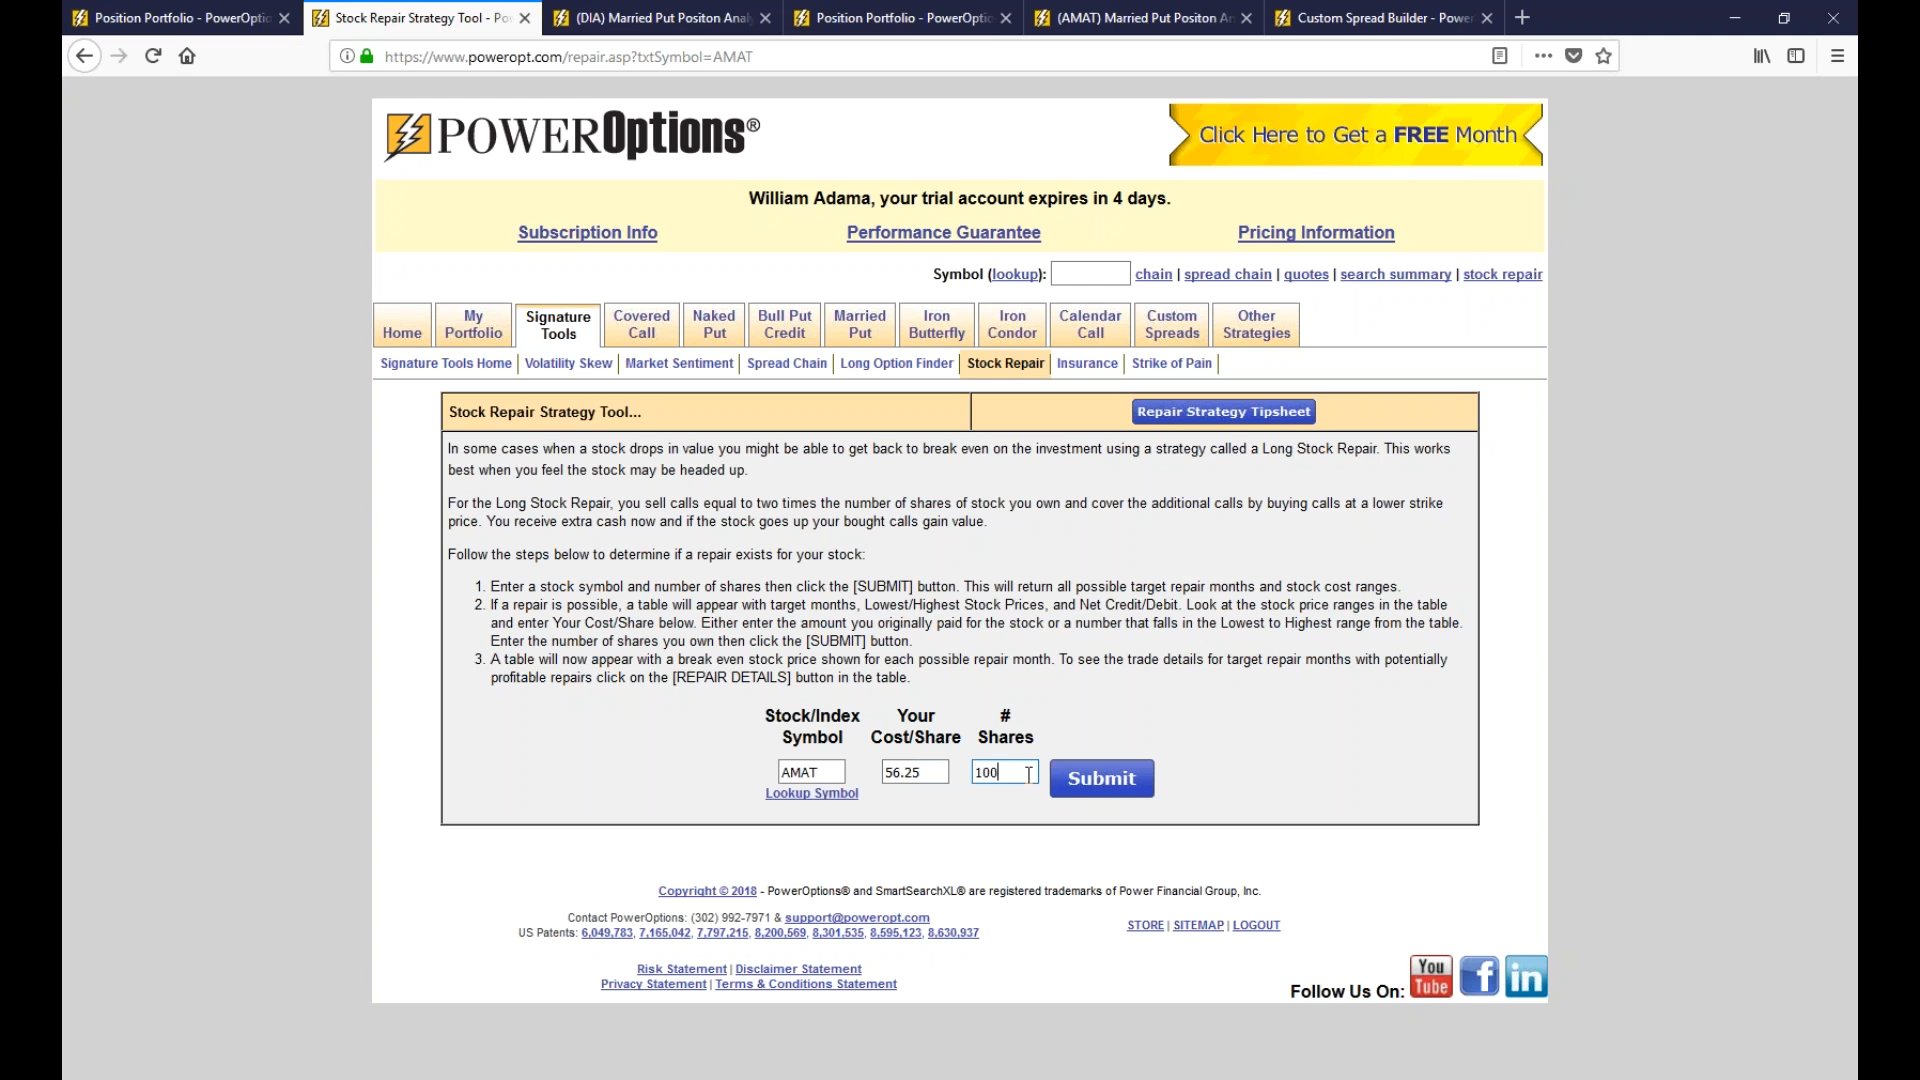 Position Portfolio - PowerOptio
Stock Repair Strategy Tool - Po
(DIA) Married Put Positon Anal
Position Portfolio - PowerOptio
(AMAT) Married Put Positon An
Custom Spread Builder - Power
https://www.poweropt.com/repair.asp?txtSymbol=AMAT
POWEROptions®
Click Here to Get a FREE Month
William Adama, your trial account expires in 4 days.
Subscription Info
Performance Guarantee
Pricing Information
Symbol (lookup): chain | spread chain | quotes | search summary | stock repair
Home
My Portfolio
Signature Tools
Covered Call
Naked Put
Bull Put Credit
Married Put
Iron Butterfly
Iron Condor
Calendar Call
Custom Spreads
Other Strategies
Signature Tools Home | Volatility Skew | Market Sentiment | Spread Chain | Long Option Finder | Stock Repair | Insurance | Strike of Pain |
Stock Repair Strategy Tool...
Repair Strategy Tipsheet
In some cases when a stock drops in value you might be able to get back to break even on the investment using a strategy called a Long Stock Repair. This works
best when you feel the stock may be headed up.
For the Long Stock Repair, you sell calls equal to two times the number of shares of stock you own and cover the additional calls by buying calls at a lower strike
price. You receive extra cash now and if the stock goes up your bought calls gain value.
Follow the steps below to determine if a repair exists for your stock:
1. Enter a stock symbol and number of shares then click the [SUBMIT] button. This will return all possible target repair months and stock cost ranges.
2. If a repair is possible, a table will appear with target months, Lowest/Highest Stock Prices, and Net Credit/Debit. Look at the stock price ranges in the table
and enter Your Cost/Share below. Either enter the amount you originally paid for the stock or a number that falls in the Lowest to Highest range from the table.
Enter the number of shares you own then click the [SUBMIT] button.
3. A table will now appear with a break even stock price shown for each possible repair month. To see the trade details for target repair months with potentially
profitable repairs click on the [REPAIR DETAILS] button in the table.
Stock/Index Your #
Symbol Cost/Share Shares
AMAT 56.25 100 Submit
Lookup Symbol
Copyright © 2018 - PowerOptions® and SmartSearchXL® are registered trademarks of Power Financial Group, Inc.
Contact PowerOptions: (302) 992-7971 & support@poweropt.com
US Patents: 6,049,783, 7,165,042, 7,797,215, 8,200,569, 8,301,535, 8,595,123, 8,630,937
STORE | SITEMAP | LOGOUT
Risk Statement | Disclaimer Statement
Privacy Statement | Terms & Conditions Statement
Follow Us On: You Tube f in